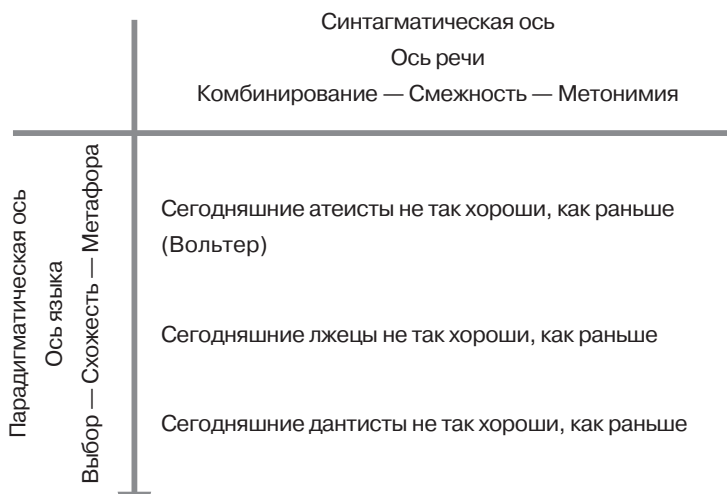 Синтагматическая ось
Ось речи
Комбинирование — Смежность — Метонимия
Парадигматическая ось
Ось языка
Выбор — Схожесть — Метафора
Сегодняшние атеисты не так хороши, как раньше
(Вольтер)
Сегодняшние лжецы не так хороши, как раньше
Сегодняшние дантисты не так хороши, как раньше